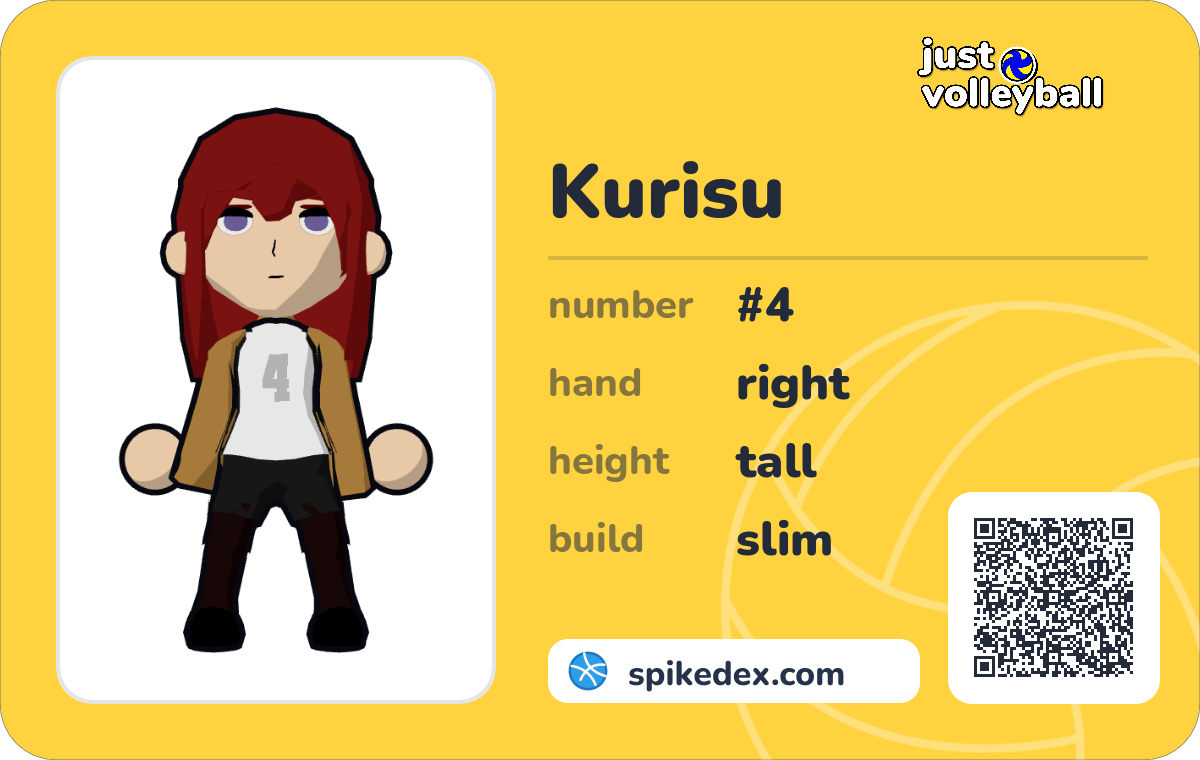 just
volleyball
Kurisu
number #4
hand right
height tall
build slim
4
spikedex.com